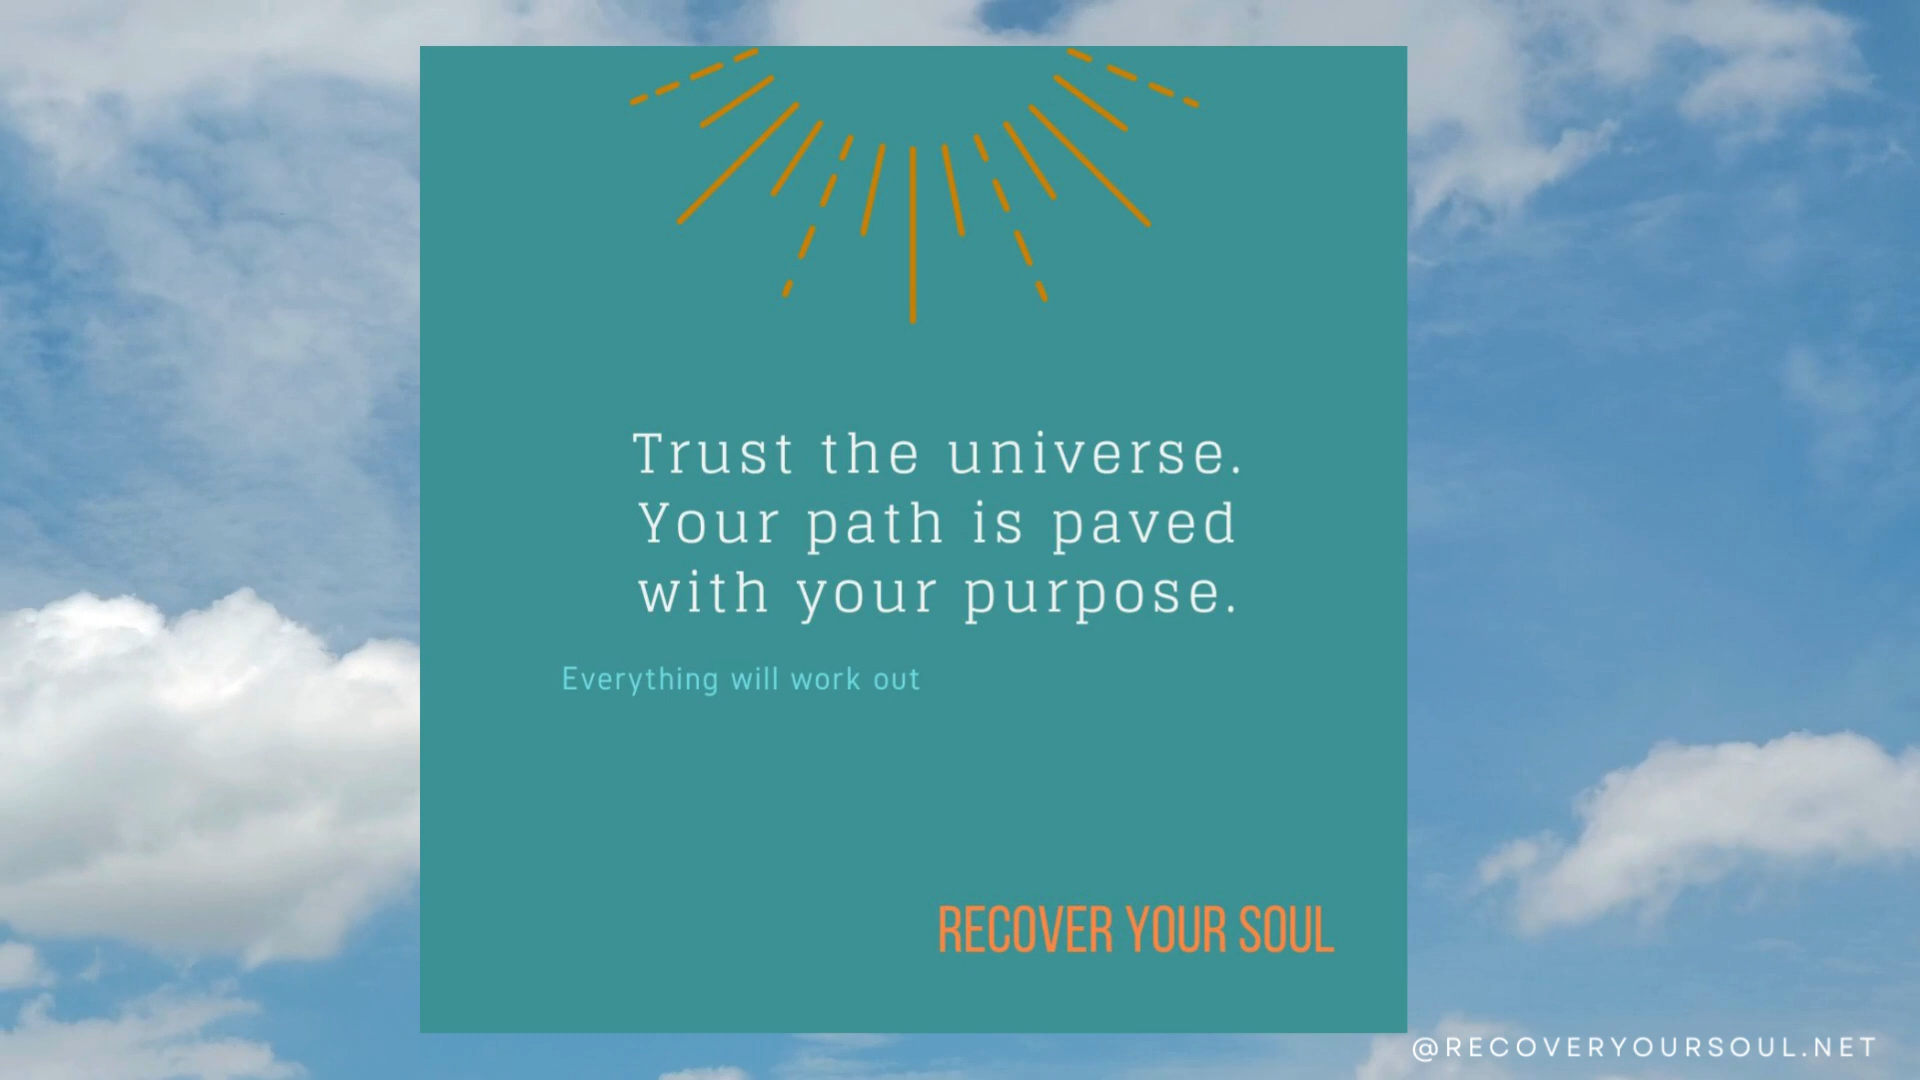 Trust the universe.
Your path is paved
with your purpose.
Everything will work out
RECOVER YOUR SOUL
@RECOVERYOURSOUL.NET